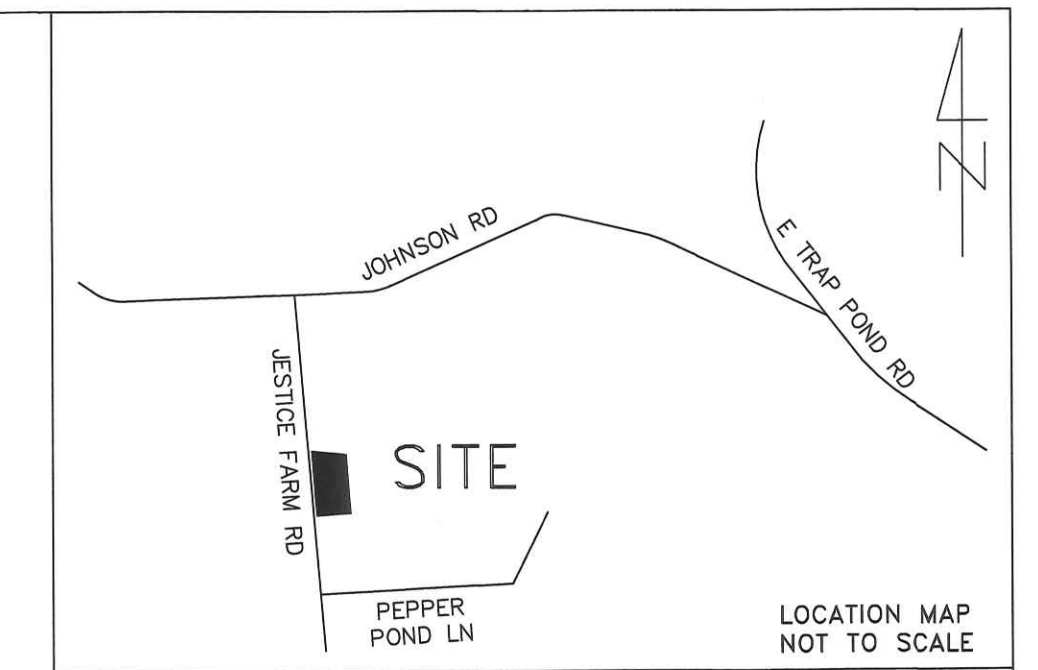 N
JOHNSON RD
E TRAP POND RD
JESTICE FARM RD
SITE
PEPPER
POND LN
LOCATION MAP
NOT TO SCALE